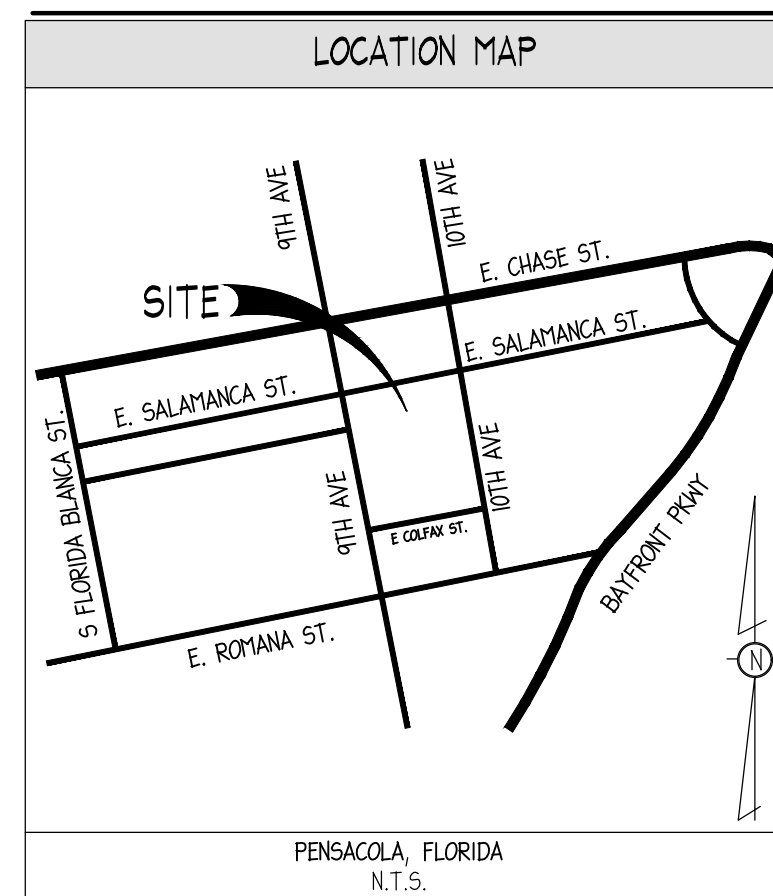 LOCATION MAP
9TH AVE
10TH AVE
E. CHASE ST.
SITE
E. SALAMANCA ST.
E. SALAMANCA ST.
S FLORIDA BLANCA ST.
9TH AVE
10TH AVE
E COLFAX ST.
BAYFRONT PKWY
E. ROMANA ST.
N
PENSACOLA, FLORIDA
N.T.S.